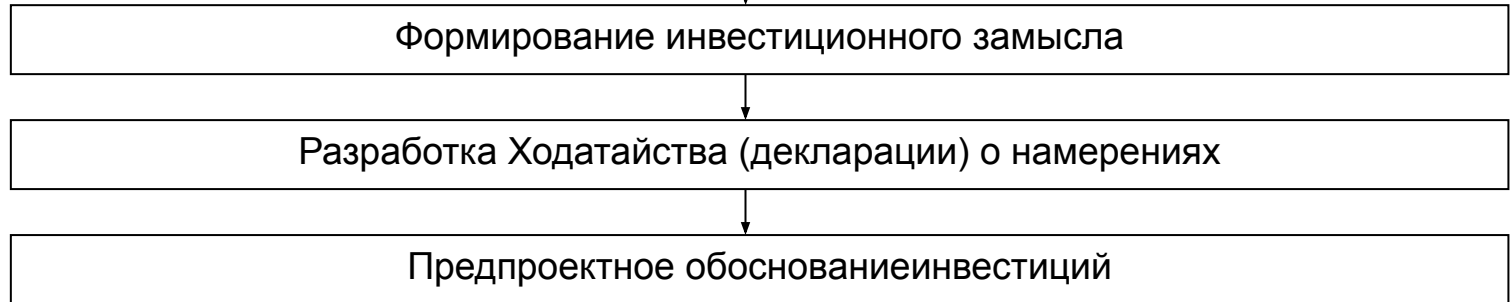 Формирование инвестиционного замысла
Разработка Ходатайства (декларации) о намерениях
Предпроектное обоснованиеинвестиций